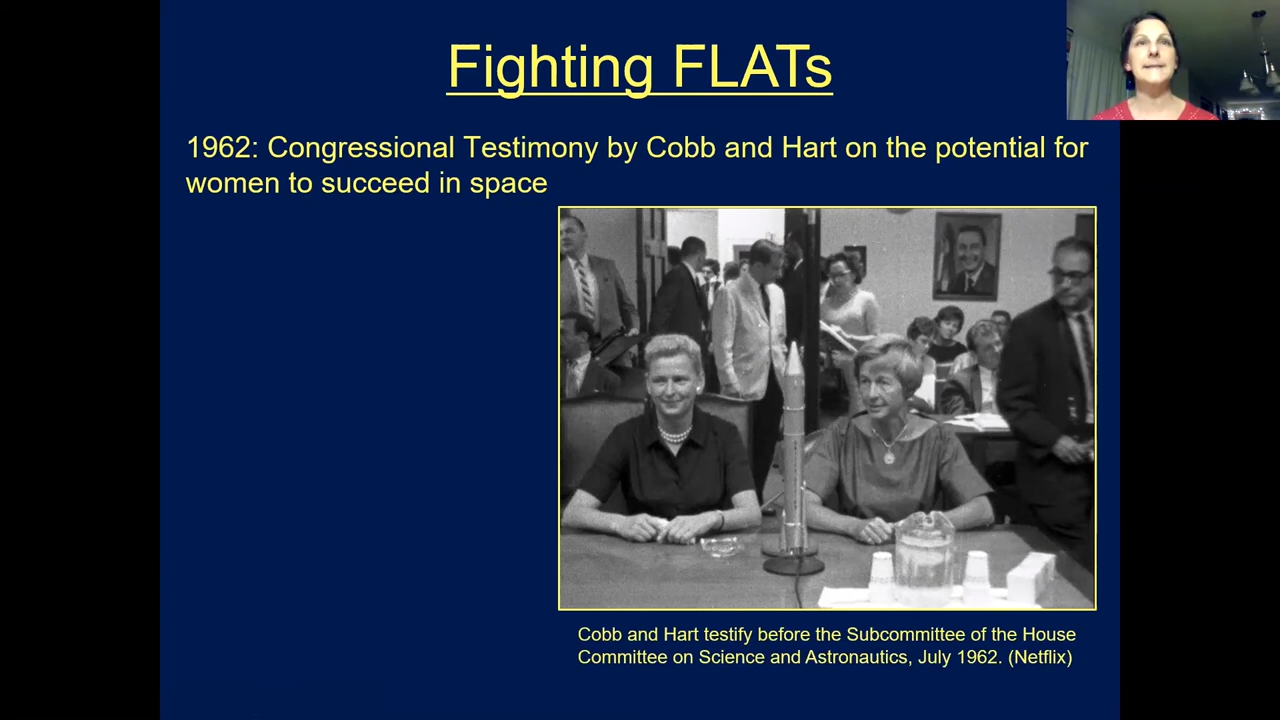 Fighting FLATs
1962: Congressional Testimony by Cobb and Hart on the potential for
women to succeed in space
Cobb and Hart testify before the Subcommittee of the House
Committee on Science and Astronautics, July 1962. (Netflix)